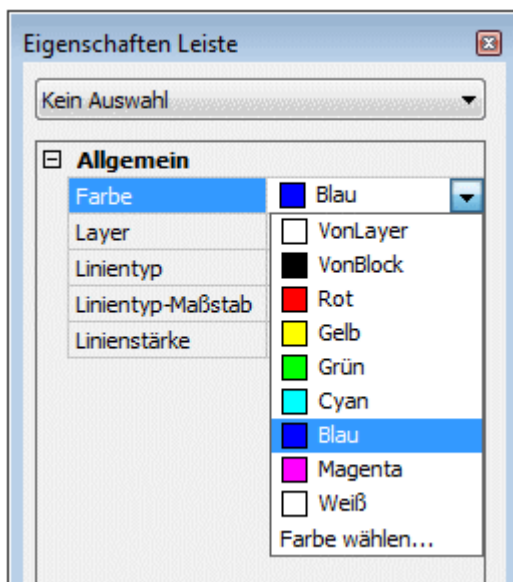 Eigenschaften Leiste
Kein Auswahl
Allgemein
Farbe Blau
Layer VonLayer
Linientyp VonBlock
Linientyp-Maßstab Rot
Linienstärke Gelb
Grün
Cyan
Blau
Magenta
Weiß
Farbe wählen...